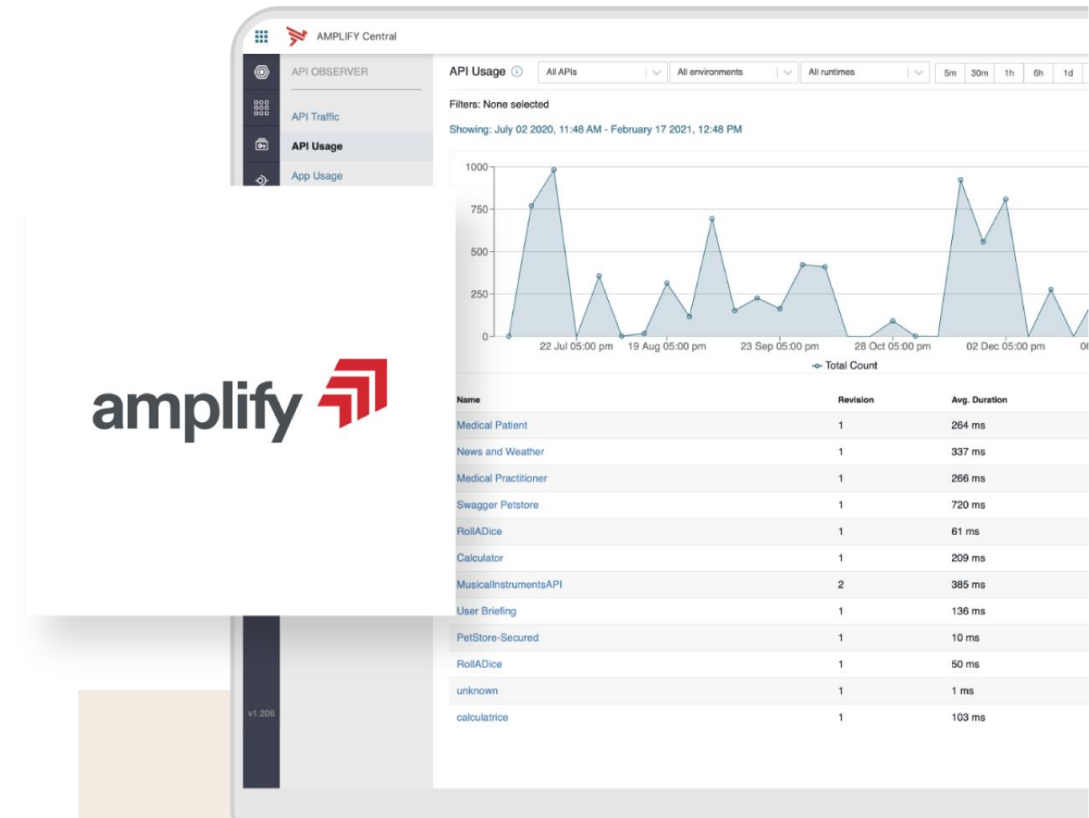 AMPLIFY Central
API OBSERVER
API Traffic
API Usage
App Usage
v1.206
amplify
API Usage All APIs All environments All runtimes 5m 30m 1h 6h 1d
Filters: None selected
Showing: July 02 2020, 11:48 AM - February 17 2021, 12:48 PM
1000
750
500
250
0
22 Jul 05:00 pm 19 Aug 05:00 pm 23 Sep 05:00 pm 28 Oct 05:00 pm 02 Dec 05:00 pm
Total Count
Name Revision Avg. Duration
Medical Patient 1 264 ms
News and Weather 1 337 ms
Medical Practitioner 1 266 ms
Swagger Petstore 1 720 ms
RollADice 1 61 ms
Calculator 1 209 ms
MusicalInstrumentsAPI 2 385 ms
User Briefing 1 136 ms
PetStore-Secured 1 10 ms
RollADice 1 50 ms
unknown 1 1 ms
calculatrice 1 103 ms